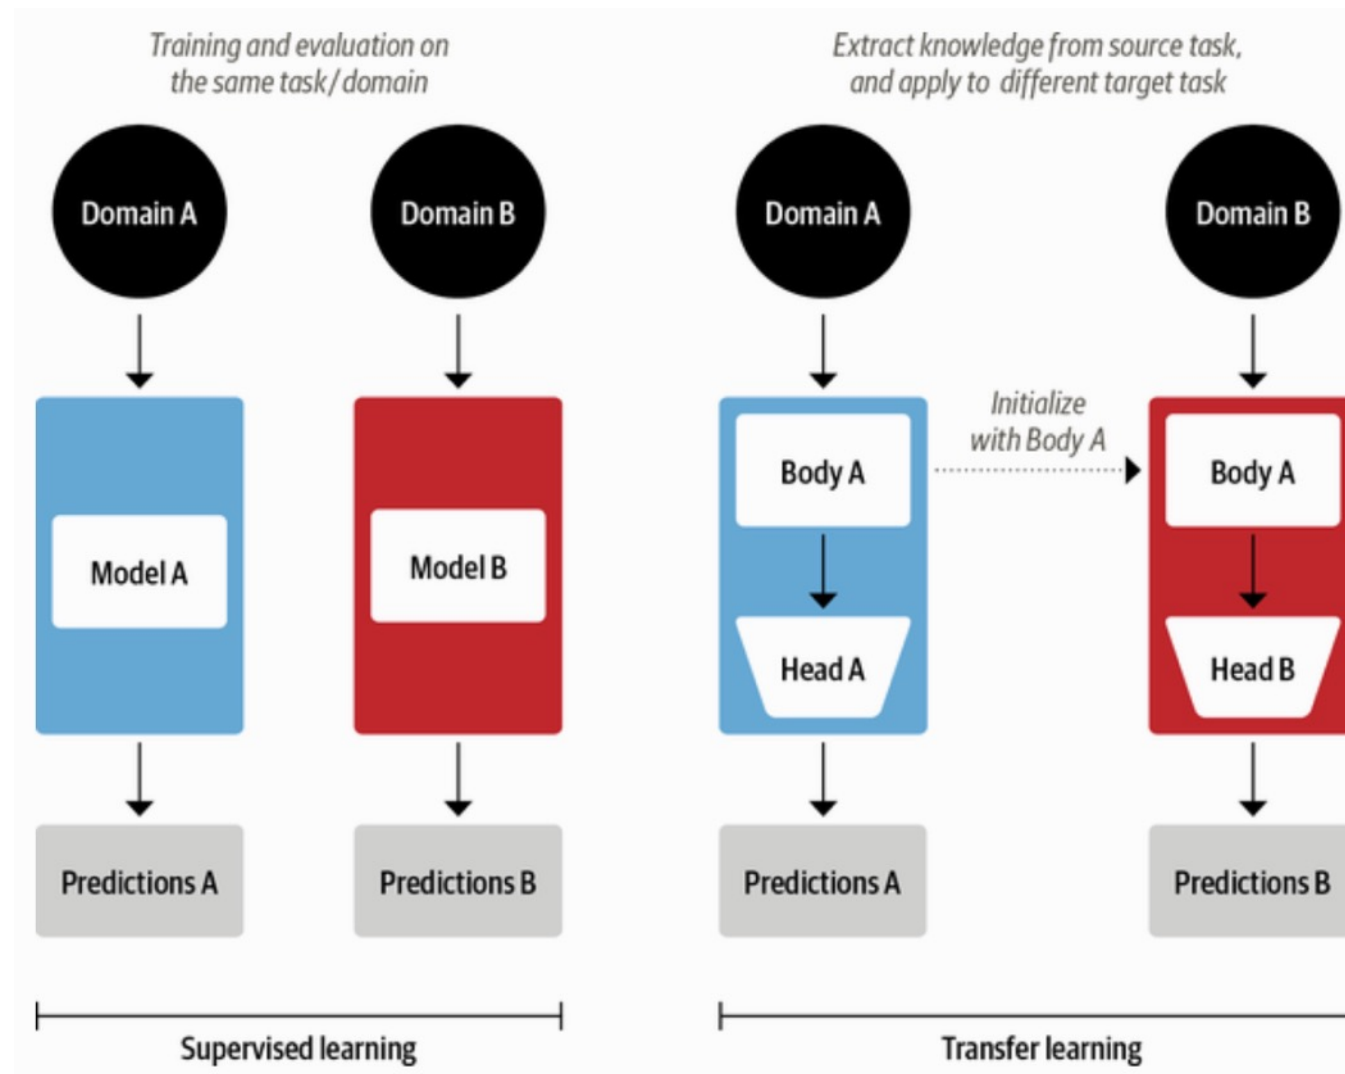 Training and evaluation on
the same task/domain
Extract knowledge from source task,
and apply to different target task
Domain A
Domain B
Domain A
Domain B
Initialize
with Body A
Body A
Body A
Model A
Model B
Head A
Head B
Predictions A
Predictions B
Predictions A
Predictions B
Supervised learning
Transfer learning